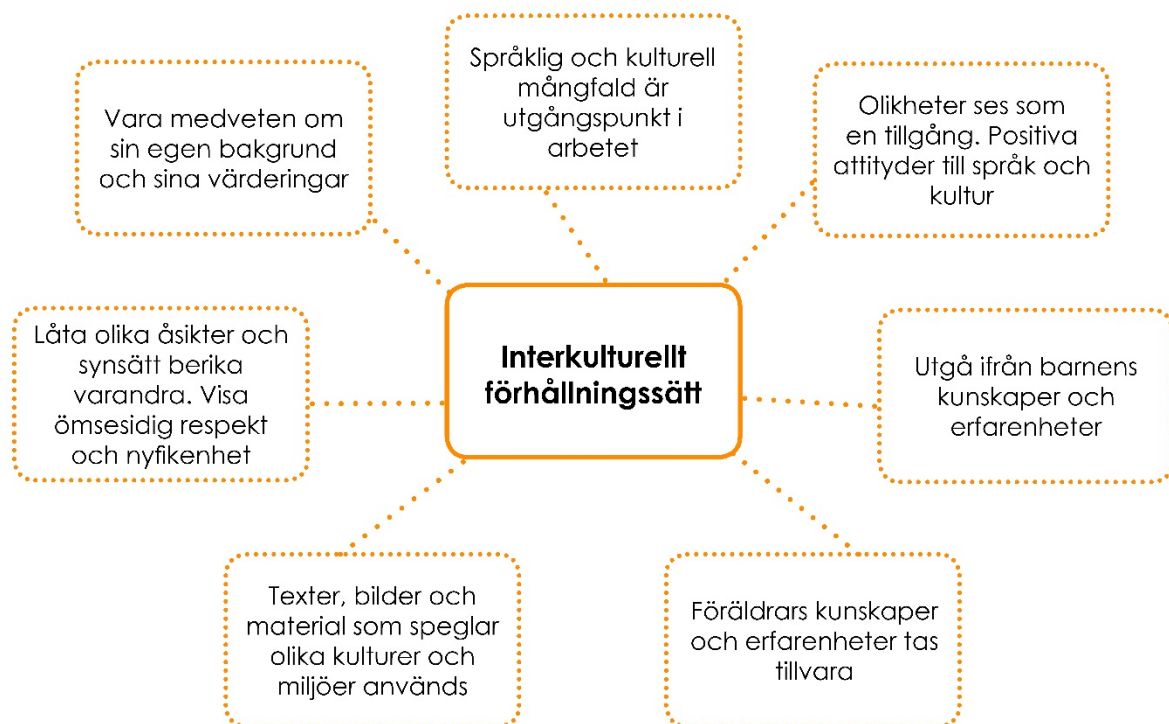 Språklig och kulturell
mångfald är
utgångspunkt i
arbetet
Vara medveten om
sin egen bakgrund
och sina värderingar
Olikheter ses som
en tillgång. Positiva
attityder till språk och
kultur
Låta olika åsikter och
synsätt berika
varandra. Visa
ömsesidig respekt
och nyfikenhet
Interkulturellt
förhållningssätt
Utgå ifrån barnens
kunskaper och
erfarenheter
Texter, bilder och
material som speglar
olika kulturer och
miljöer används
Föräldrars kunskaper
och erfarenheter tas
tillvara